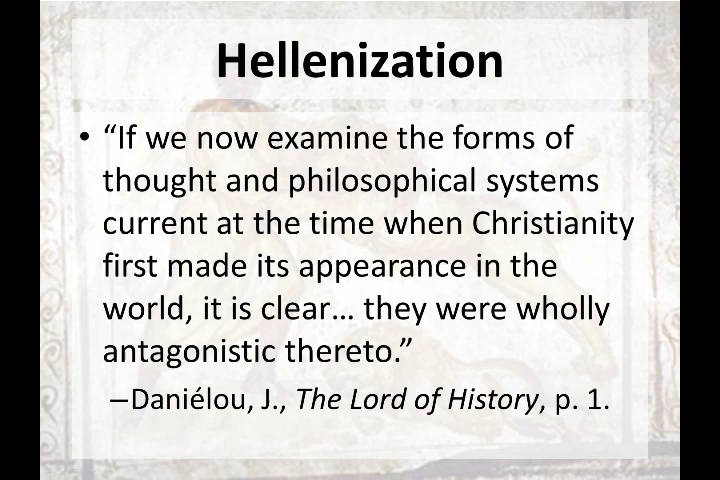 Hellenization
• “If we now examine the forms of
thought and philosophical systems
current at the time when Christianity
first made its appearance in the
world, it is clear… they were wholly
antagonistic thereto.”
–Daniélou, J., The Lord of History, p. 1.